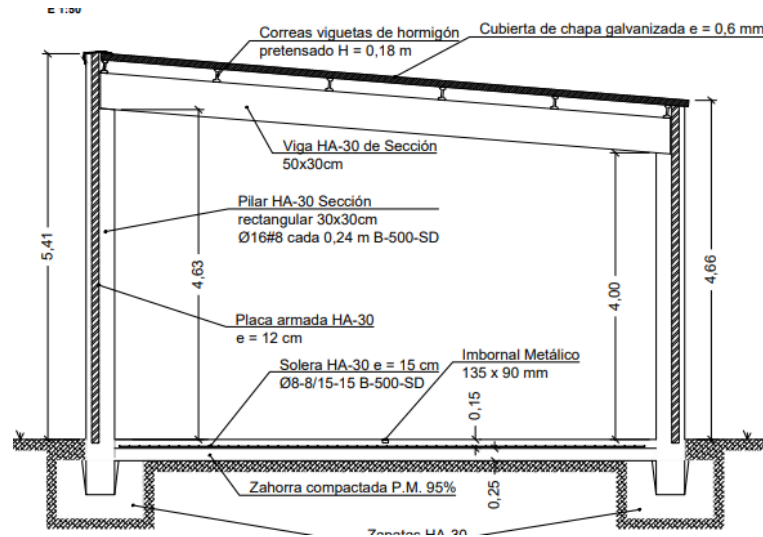 E 1:50
Correas viguetas de hormigón
pretensado H = 0,18 m
Cubierta de chapa galvanizada e = 0,6 mm
Viga HA-30 de Sección
50x30cm
Pilar HA-30 Sección
rectangular 30x30cm
Ø16#8 cada 0,24 m B-500-SD
5,41
4,63
4,00
4,66
Placa armada HA-30
e = 12 cm
Solera HA-30 e = 15 cm
Ø8-8/15-15 B-500-SD
Imbornal Metálico
135 x 90 mm
0,15
Zahorra compactada P.M. 95%
0,25
Zapatas HA-30